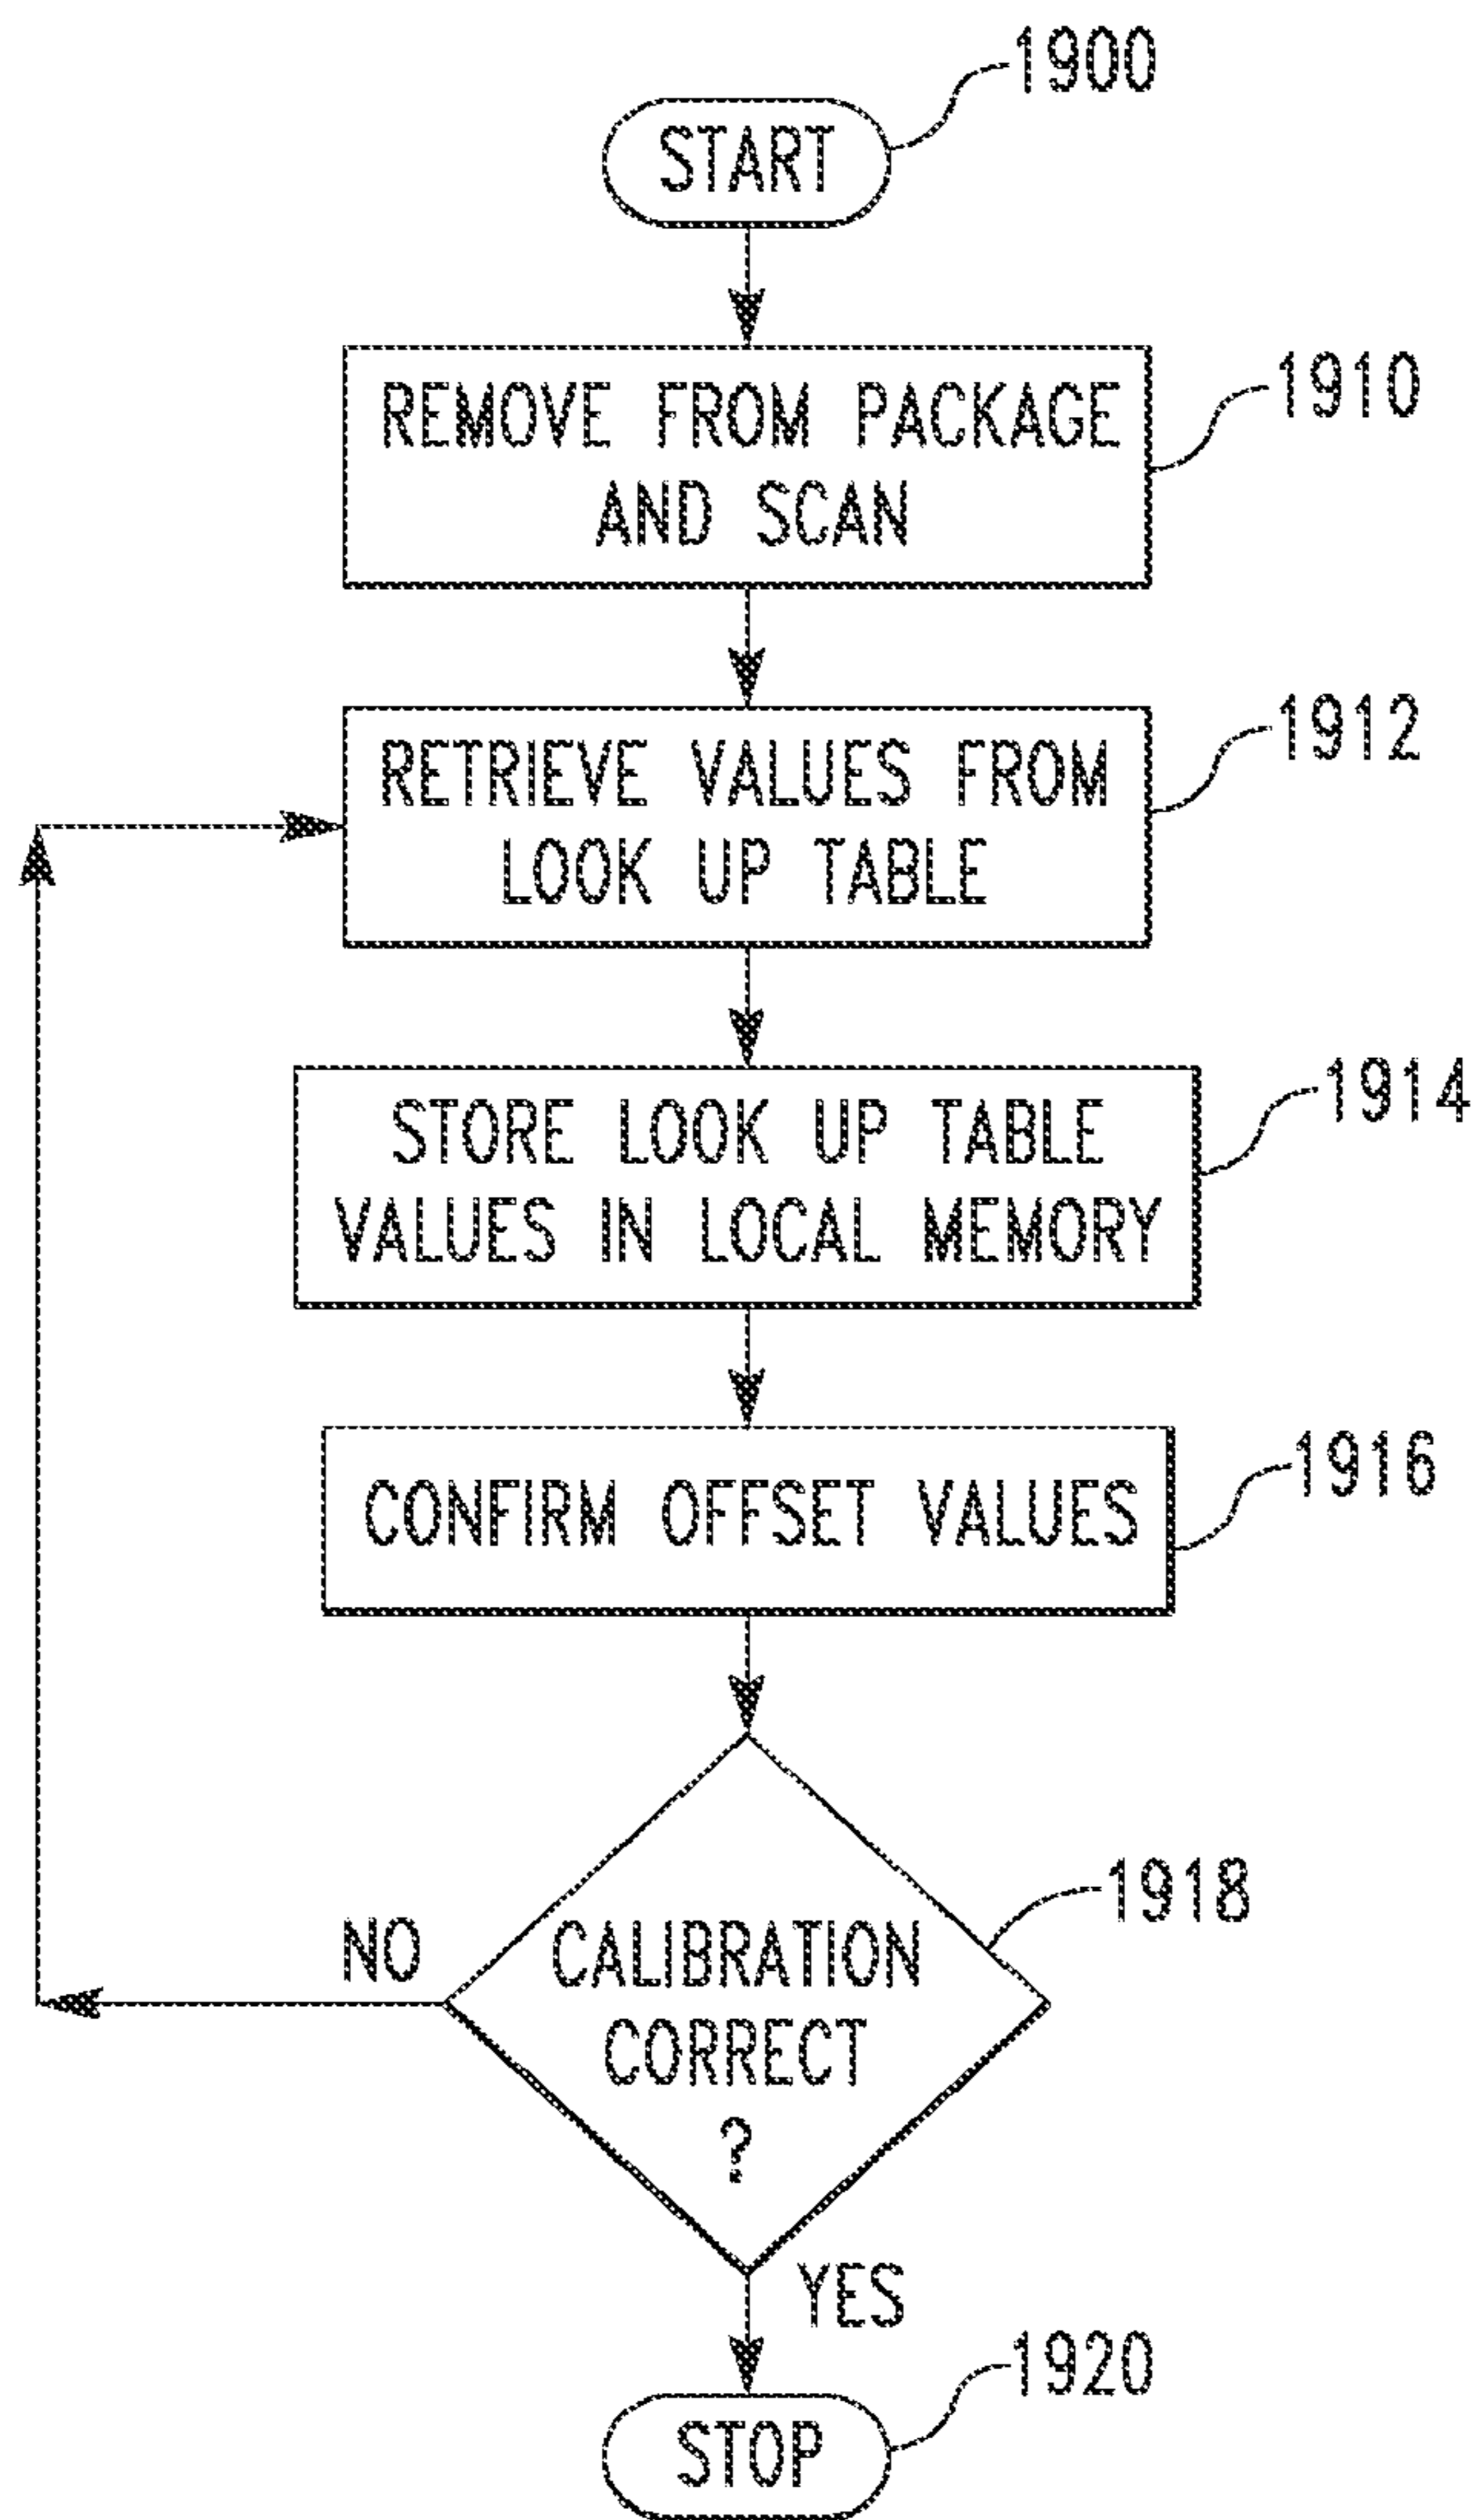 1900
START
1910
REMOVE FROM PACKAGE
AND SCAN
1912
RETRIEVE VALUES FROM
LOOK UP TABLE
1914
STORE LOOK UP TABLE
VALUES IN LOCAL MEMORY
1916
CONFIRM OFFSET VALUES
1918
NO
CALIBRATION
CORRECT
?
YES
1920
STOP